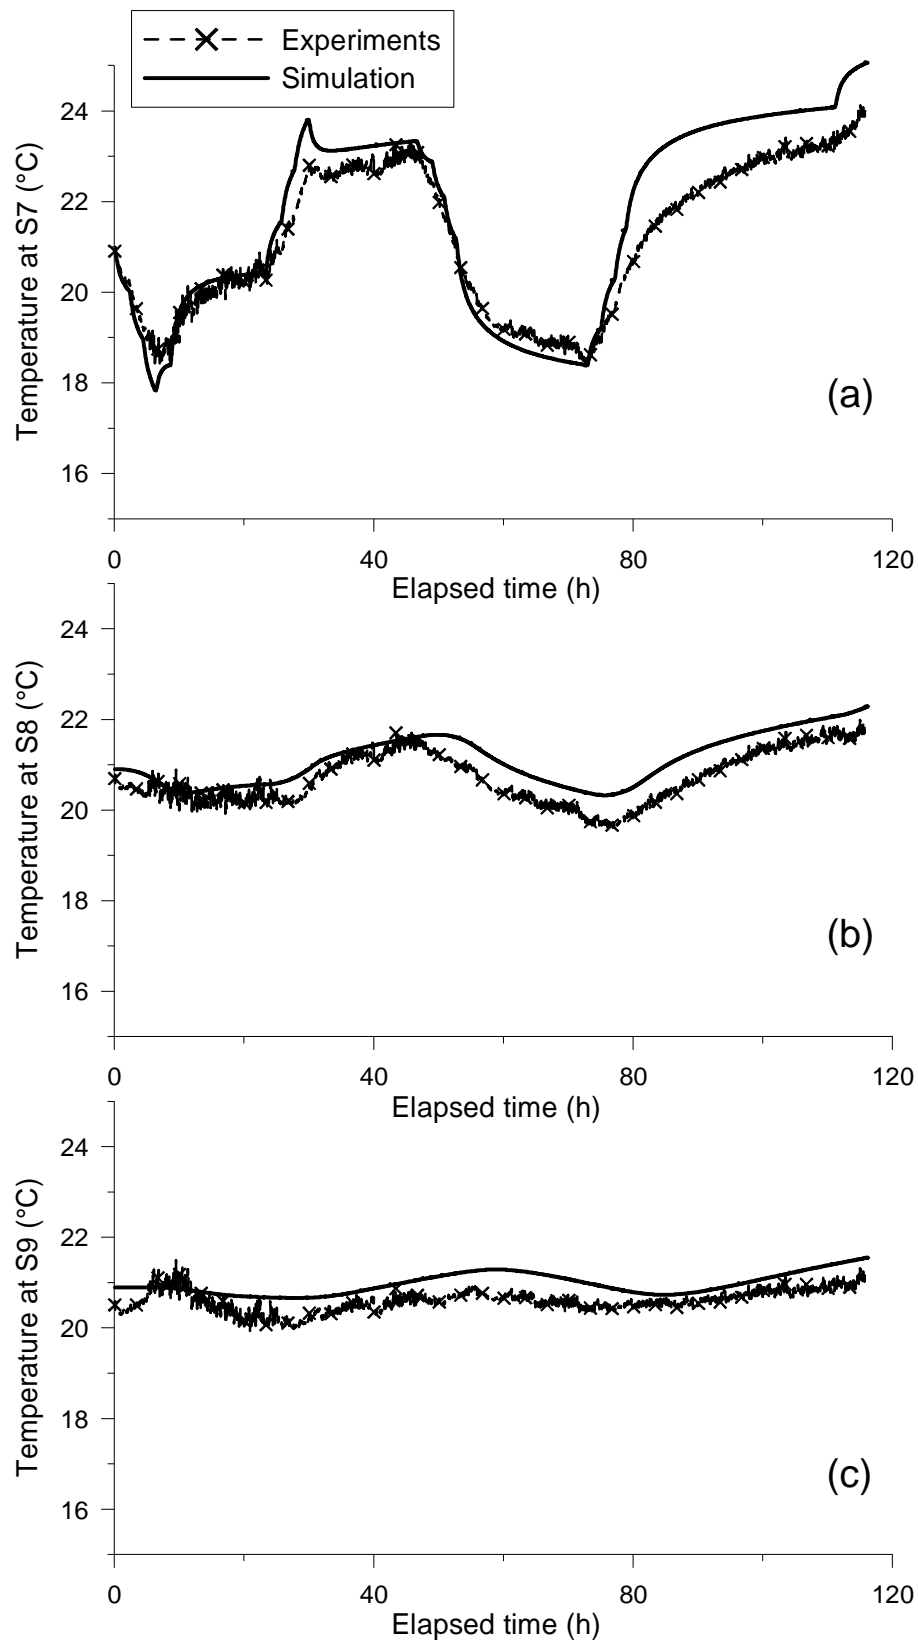 Experiments
Simulation
Temperature at S7 (°C)
24
22
20
18
16
(a)
0 40 80 120
Elapsed time (h)
Temperature at S8 (°C)
24
22
20
18
16
(b)
0 40 80 120
Elapsed time (h)
Temperature at S9 (°C)
24
22
20
18
16
(c)
0 40 80 120
Elapsed time (h)